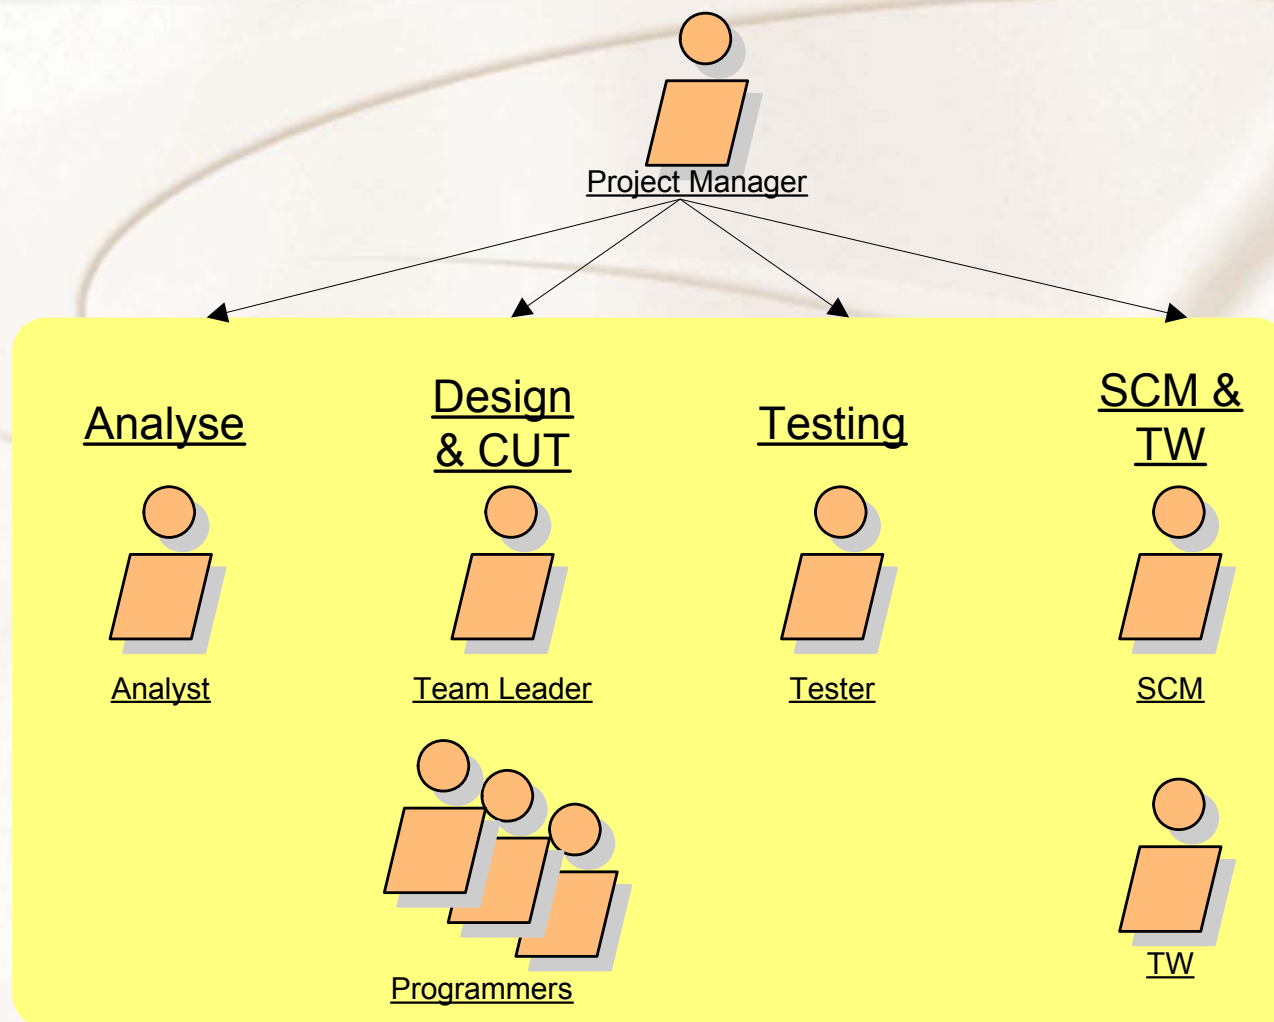 Project Manager
Analyse
Design
& CUT
Testing
SCM &
TW
Analyst
Team Leader
Tester
SCM
Programmers
TW